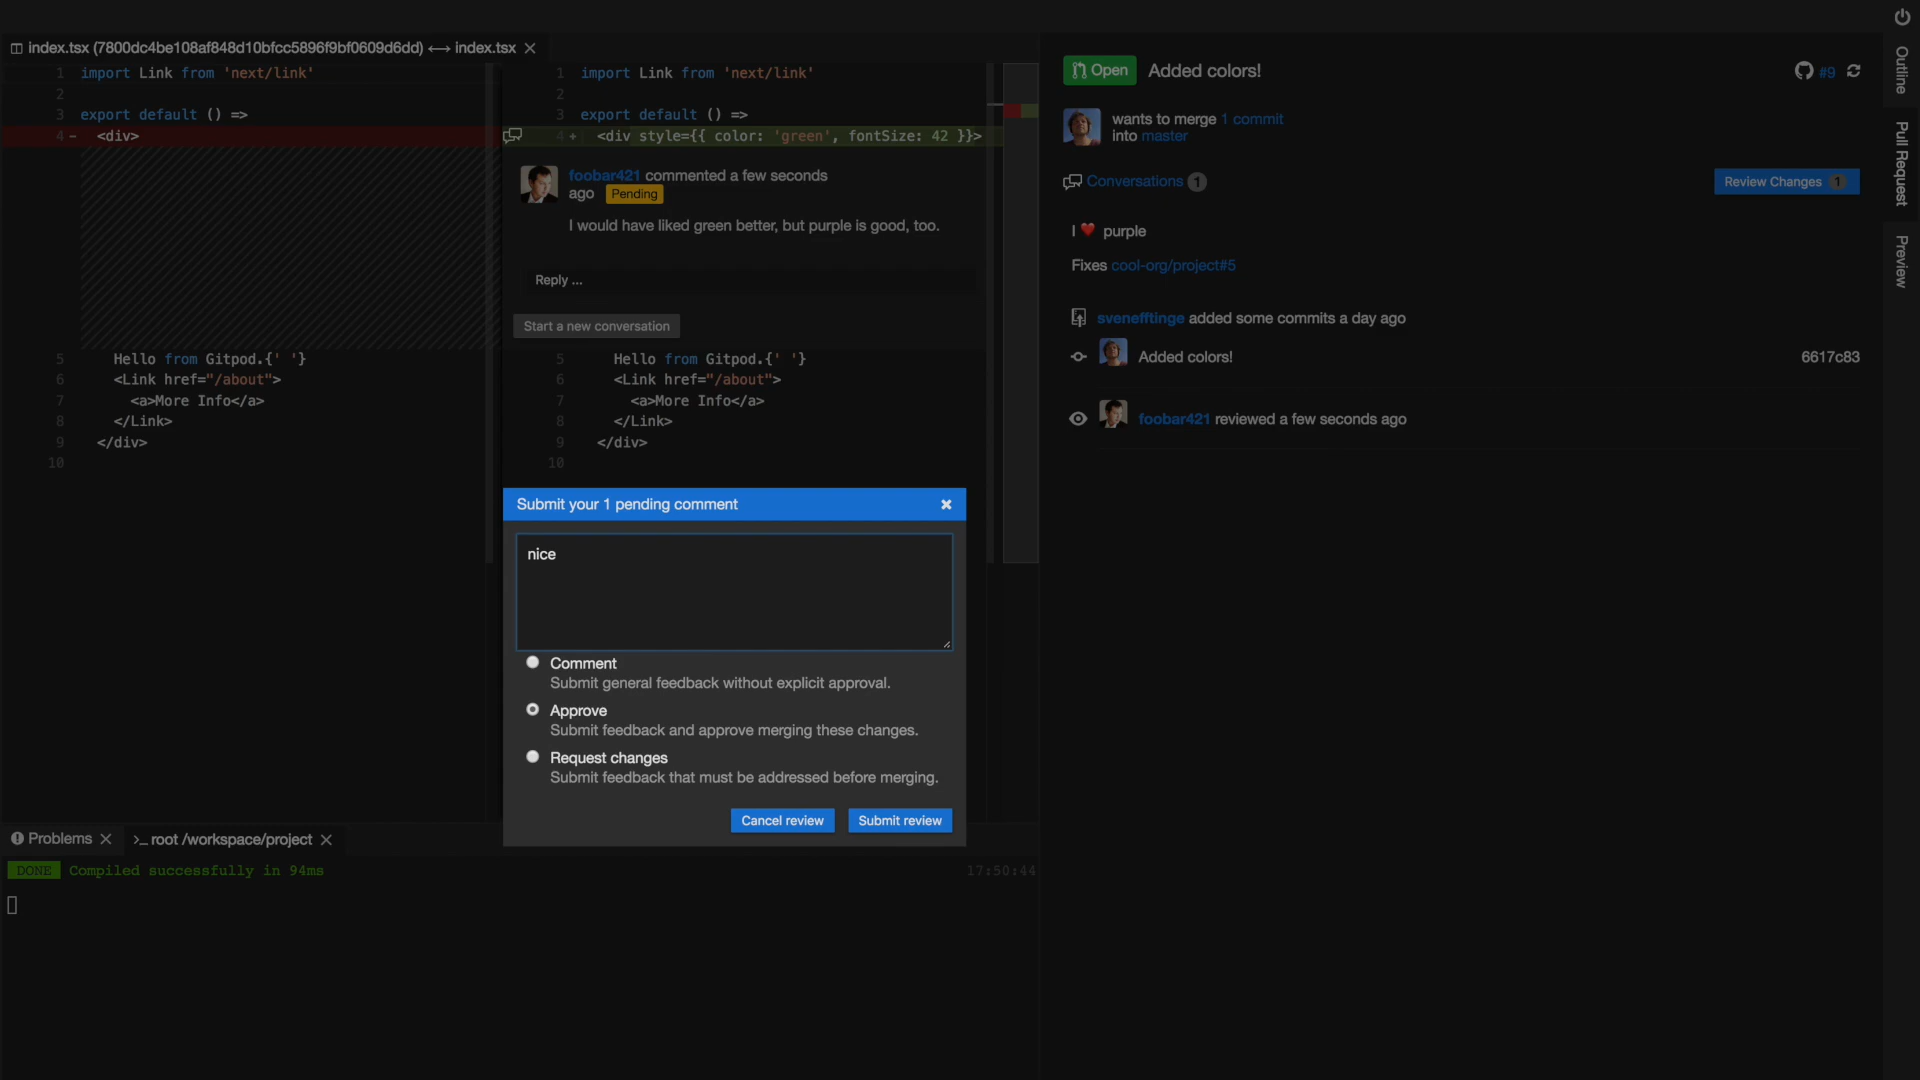 index.tsx (7800dc4be108af848d10bfcc5896f9bf0609d6dd) ⟷ index.tsx
1 import Link from 'next/link'
2
3 export default () =>
4 - <div>
5 Hello from Gitpod.{' '}
6 <Link href="/about">
7 <a>More Info</a>
8 </Link>
9 </div>
10
1 import Link from 'next/link'
2
3 export default () =>
4 + <div style={{ color: 'green', fontSize: 42 }}>
foobar421 commented a few seconds
ago Pending
I would have liked green better, but purple is good, too.
Reply ...
Start a new conversation
5 Hello from Gitpod.{' '}
6 <Link href="/about">
7 <a>More Info</a>
8 </Link>
9 </div>
10
Submit your 1 pending comment
nice
Comment
Submit general feedback without explicit approval.
Approve
Submit feedback and approve merging these changes.
Request changes
Submit feedback that must be addressed before merging.
Cancel review Submit review
Problems
>_ root /workspace/project
DONE Compiled successfully in 94ms 17:50:44
Open Added colors! #9
wants to merge 1 commit
into master
Conversations 1
Review Changes 1
I ❤️ purple
Fixes cool-org/project#5
svenefftinge added some commits a day ago
Added colors! 6617c83
foobar421 reviewed a few seconds ago
Outline
Pull Request
Preview